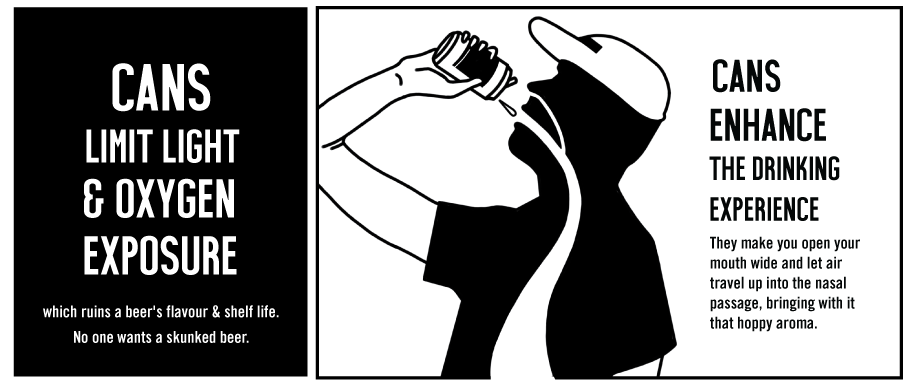 CANS
LIMIT LIGHT
& OXYGEN
EXPOSURE
which ruins a beer's flavour & shelf life.
No one wants a skunked beer.
CANS
ENHANCE
THE DRINKING
EXPERIENCE
They make you open your
mouth wide and let air
travel up into the nasal
passage, bringing with it
that hoppy aroma.